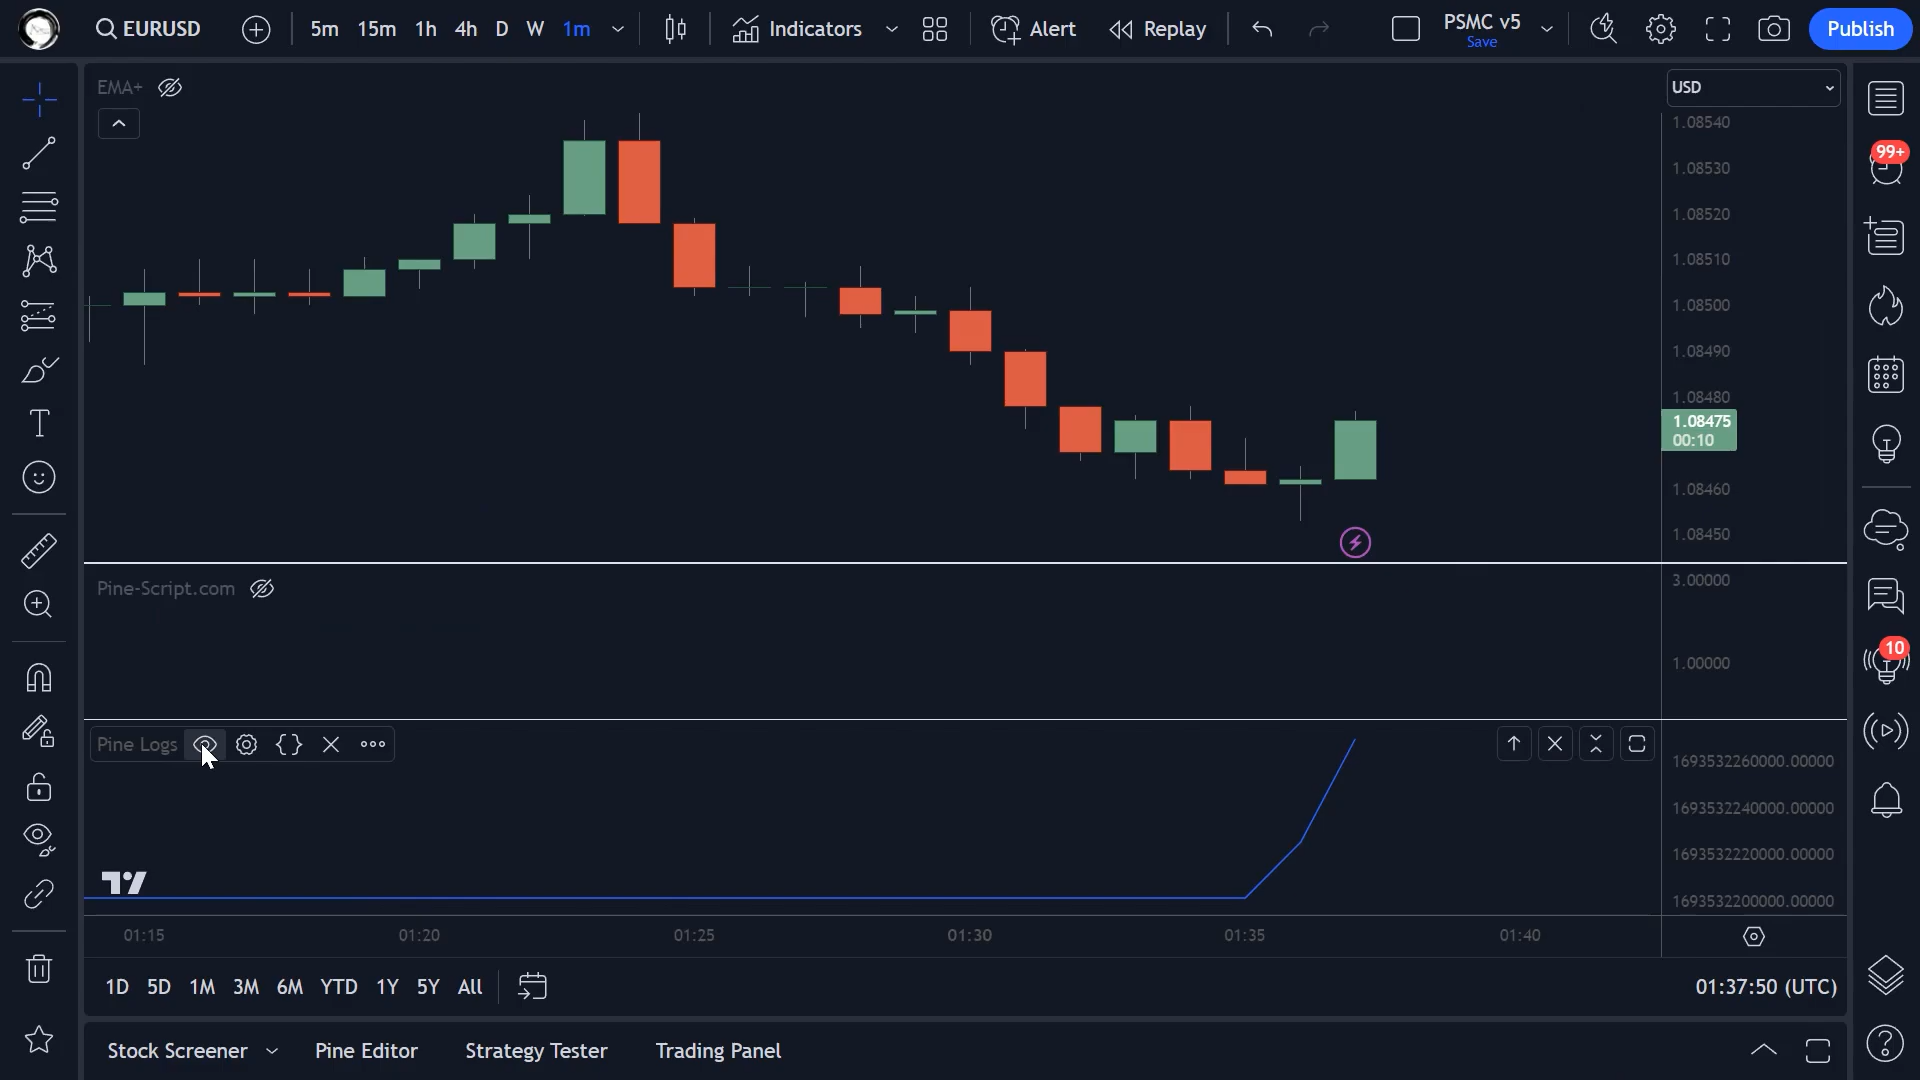 EURUSD
5m 15m 1h 4h D W 1m
Indicators
Alert
Replay
PSMC v5
Save
Publish
EMA+
USD
1.08540
1.08530
1.08520
1.08510
1.08500
1.08490
1.08480
1.08475
00:10
1.08460
1.08450
99+
10
Pine-Script.com
3.00000
1.00000
Pine Logs
1693532260000.00000
1693532240000.00000
1693532220000.00000
1693532200000.00000
01:15 01:20 01:25 01:30 01:35 01:40
1D 5D 1M 3M 6M YTD 1Y 5Y All
01:37:50 (UTC)
Stock Screener Pine Editor Strategy Tester Trading Panel